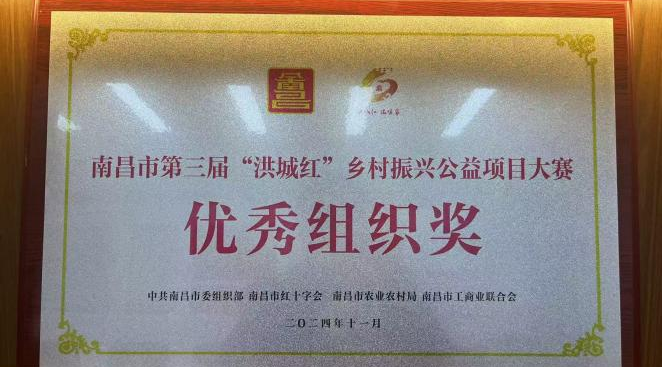 南昌市第三届“洪城红”乡村振兴公益项目大赛
优秀组织奖
中共南昌市委组织部 南昌市红十字会 南昌市农业农村局 南昌市工商业联合会
二〇二四年十一月